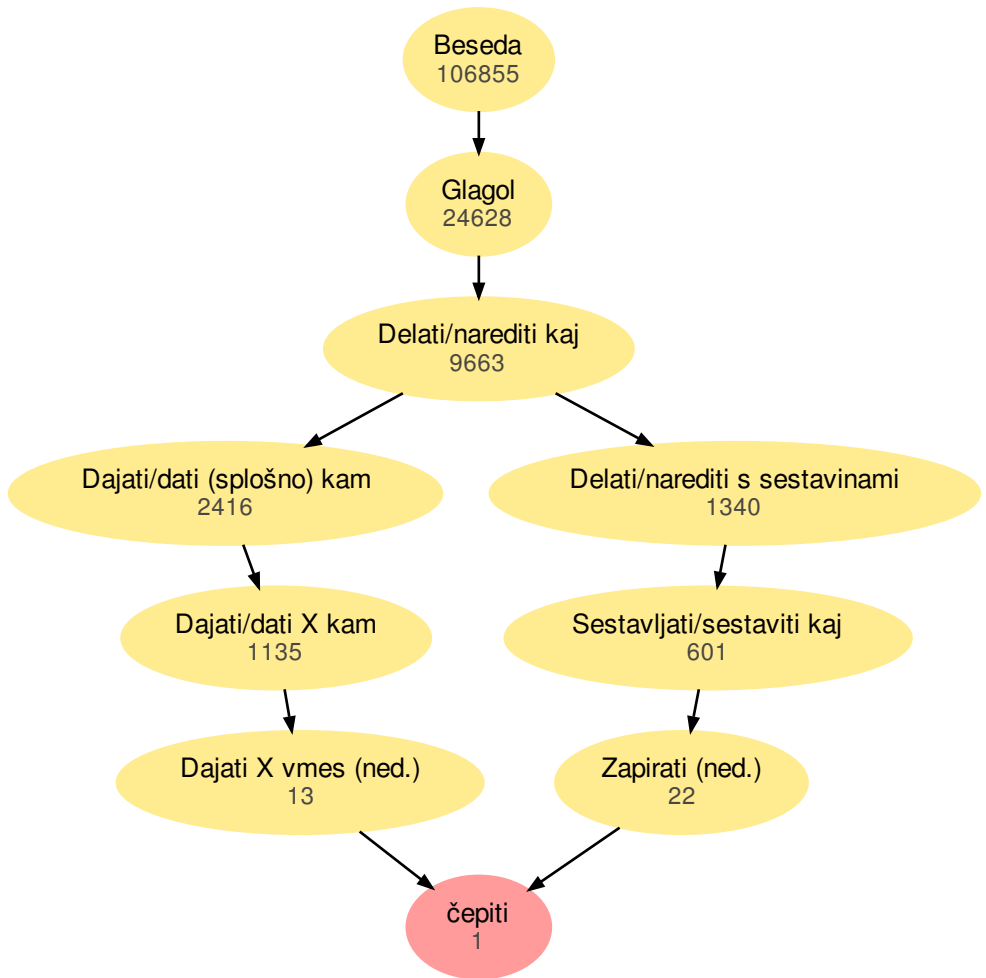 Beseda
106855
Glagol
24628
Delati/narediti kaj
9663
Dajati/dati (splošno) kam
2416
Delati/narediti s sestavinami
1340
Dajati/dati X kam
1135
Sestavljati/sestaviti kaj
601
Dajati X vmes (ned.)
13
Zapirati (ned.)
22
čepiti
1